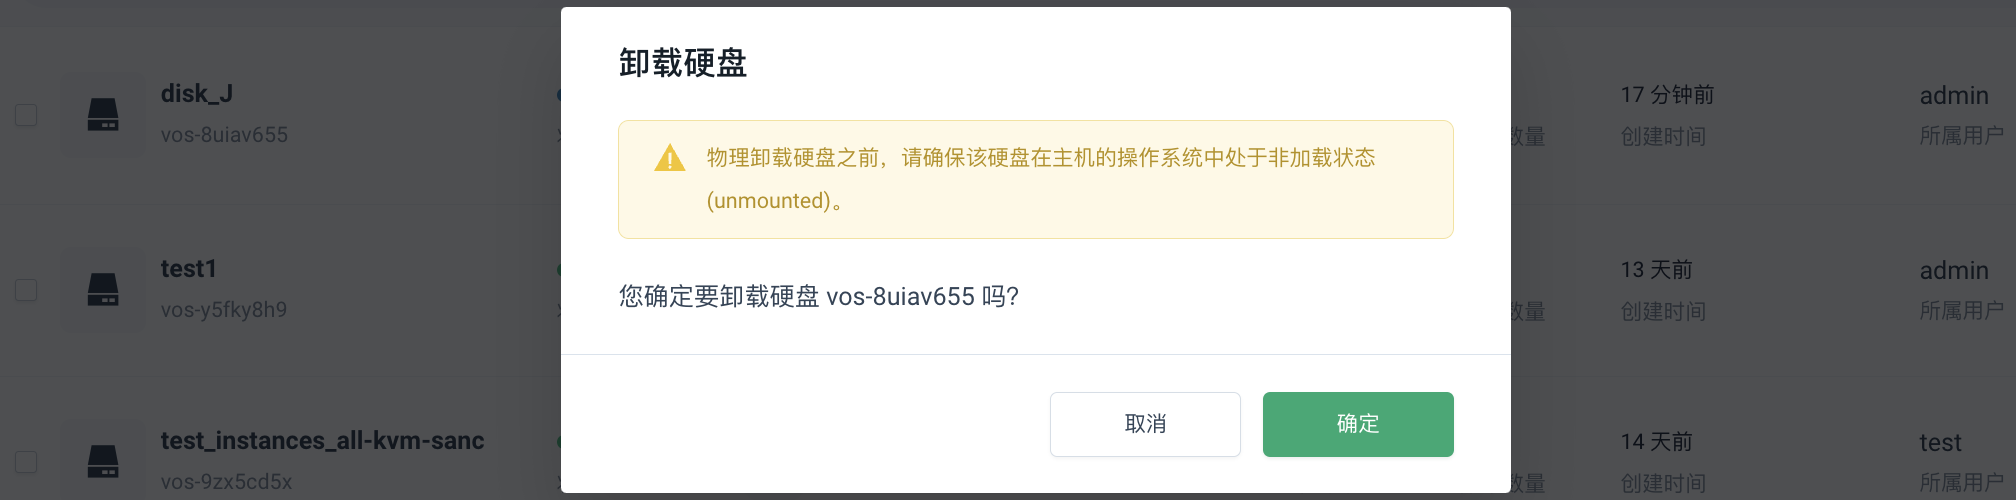 卸载硬盘
物理卸载硬盘之前，请确保该硬盘在主机的操作系统中处于非加载状态
(unmounted)。
您确定要卸载硬盘 vos-8uiav655 吗?
取消
确定
disk_J
vos-8uiav655
数量
17 分钟前
创建时间
admin
所属用户
test1
vos-y5fky8h9
数量
13 天前
创建时间
admin
所属用户
test_instances_all-kvm-sanc
vos-9zx5cd5x
数量
14 天前
创建时间
test
所属用户